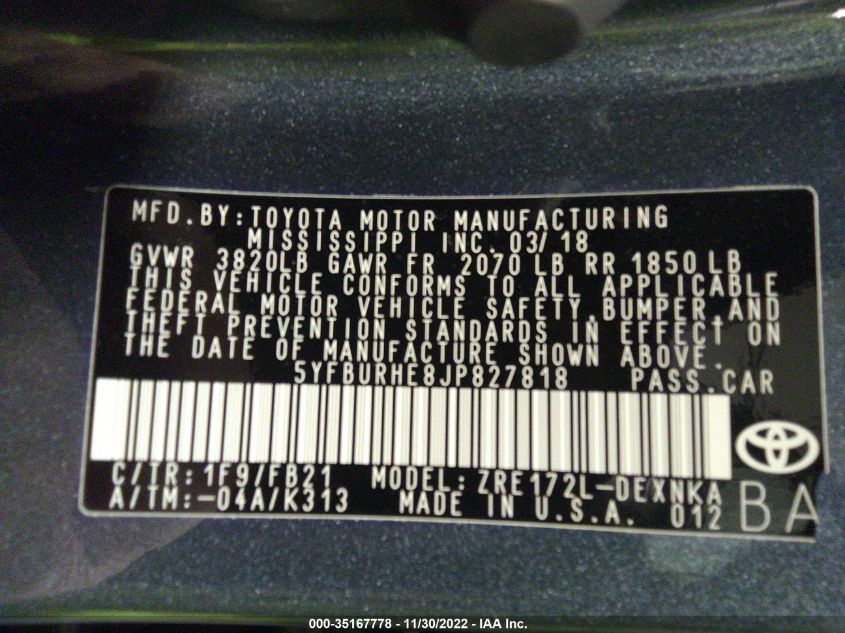 MFD.BY:TOYOTA MOTOR MANUFACTURING
MISSISSIPPI INC. 03/18
GVWR 3820LB GAWR FR 2070 LB RR 1850 LB
THIS VEHICLE CONFORMS TO ALL APPLICABLE
FEDERAL MOTOR VEHICLE SAFETY,BUMPER,AND
THEFT PREVENTION STANDARDS IN EFFECT ON
THE DATE OF MANUFACTURE SHOWN ABOVE.
5YFBURHE8JP827818 PASS.CAR
C/TR:1F9/FB21 MODEL:ZRE172L-DEXNKA
A/TM:-04A/K313 MADE IN U.S.A. 012 BA
000-35167778 - 11/30/2022 - IAA Inc.